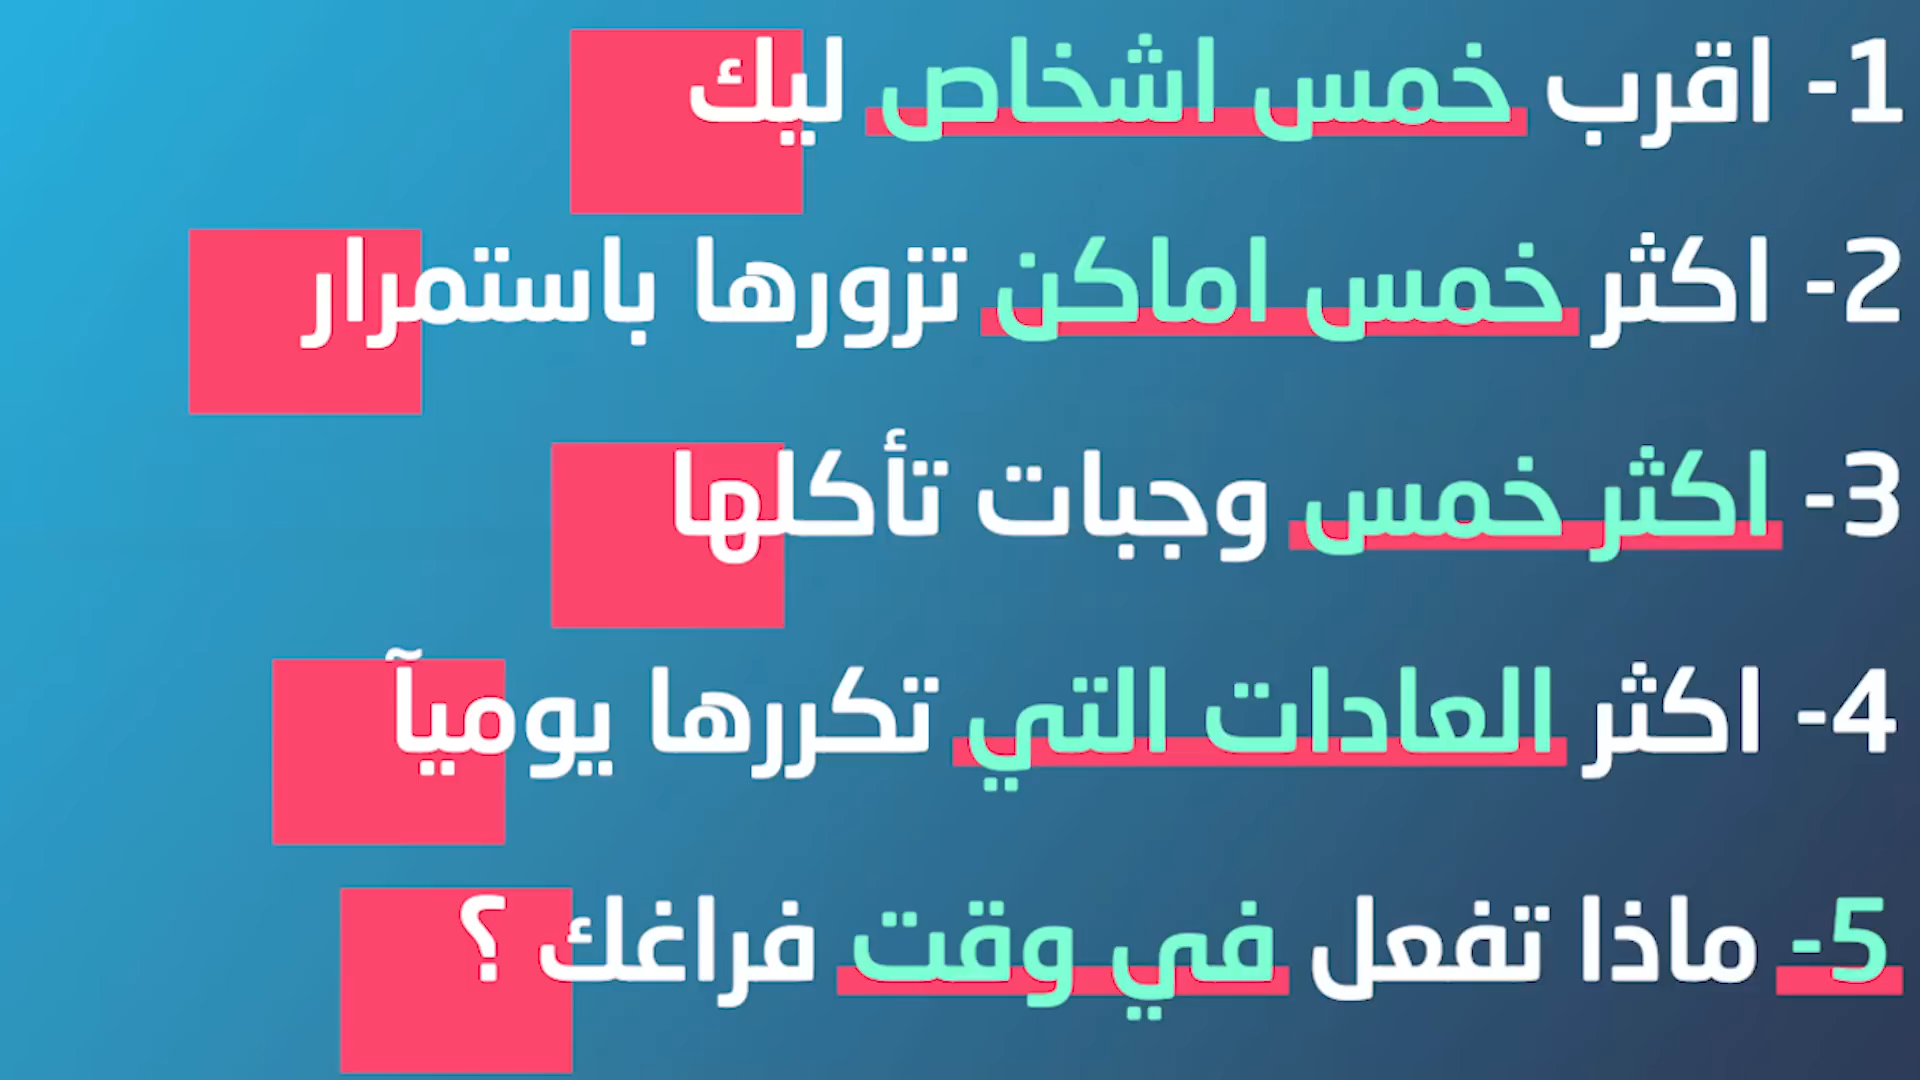 1- اقرب خمس اشخاص ليك
2- اكثر خمس اماكن تزورها باستمرار
3- اكثر خمس وجبات تأكلها
4- اكثر العادات التي تكررها يوميآ
5- ماذا تفعل في وقت فراغك ؟